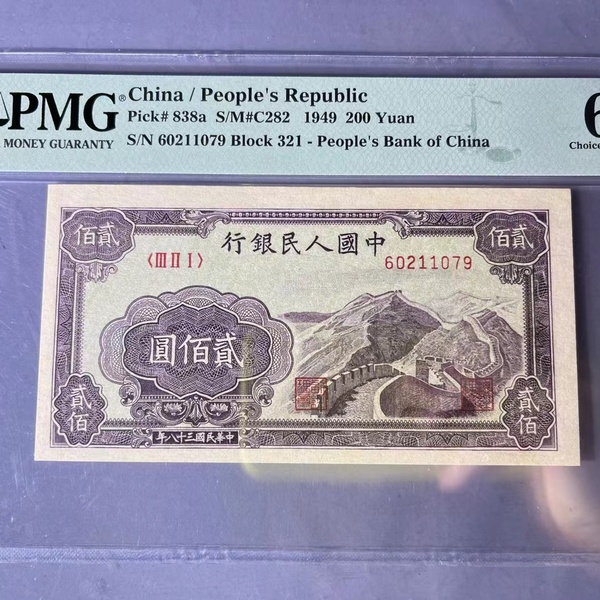 PMG®
MONEY GUARANTY
China / People's Republic
Pick# 838a S/M#C282 1949 200 Yuan
S/N 60211079 Block 321 - People's Bank of China
6
Choice
佰貳
行銀民人國中
佰貳
〈III II I〉
60211079
圓佰貳
貳佰
貳佰
年八十三國民華中